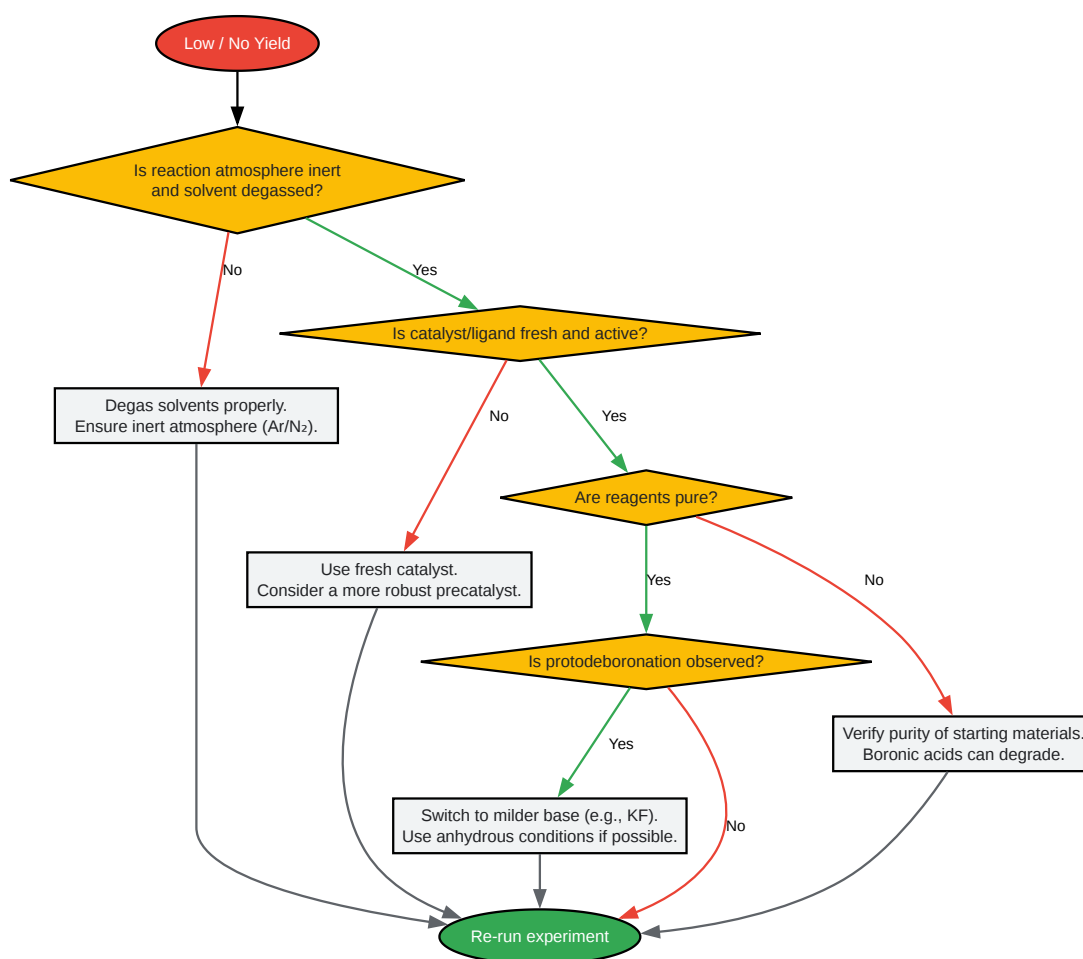 Low / No Yield
Is reaction atmosphere inert
and solvent degassed?
No
Yes
Is catalyst/ligand fresh and active?
Degas solvents properly.
Ensure inert atmosphere (Ar/N₂).
No
Yes
Are reagents pure?
Use fresh catalyst.
Consider a more robust precatalyst.
Yes
No
Is protodeboronation observed?
Verify purity of starting materials.
Boronic acids can degrade.
Yes
Switch to milder base (e.g., KF).
Use anhydrous conditions if possible.
No
Re-run experiment